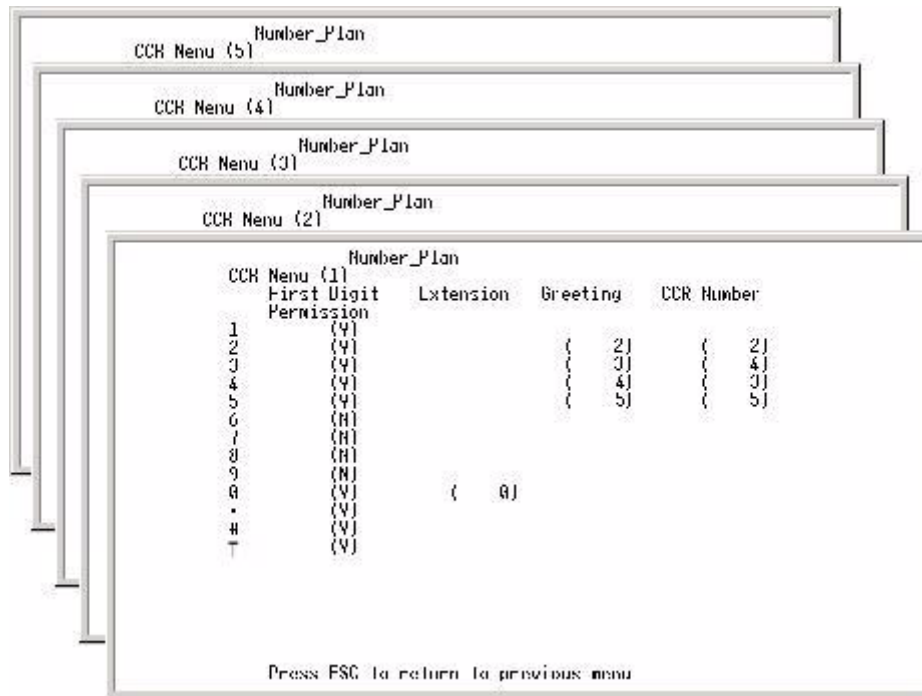 Number_Plan
CCR Menu (5)
Number_Plan
CCR Menu (4)
Number_Plan
CCR Menu (3)
Number_Plan
CCR Menu (2)
Number_Plan
CCR Menu (1)
First Digit Extension Greeting CCR Number
Permission
1 (Y)
2 (Y) ( 2) ( 2)
3 (Y) ( 3) ( 4)
4 (Y) ( 4) ( 3)
5 (Y) ( 5) ( 5)
6 (N)
7 (N)
8 (N)
9 (N)
0 (Y) ( 0)
* (Y)
# (Y)
T (Y)
Press ESC to return to previous menu